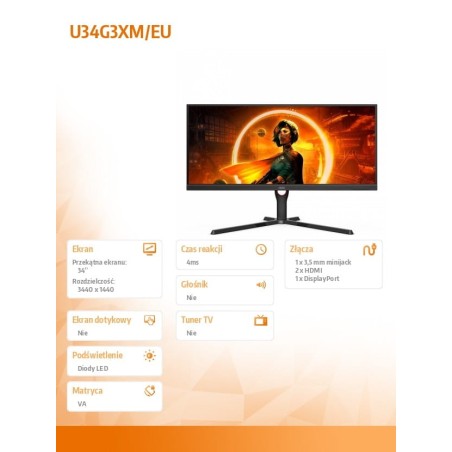 U34G3XM/EU
Ekran
Przekątna ekranu:
34"
Rozdzielczość:
3440 x 1440
Ekran dotykowy
Nie
Podświetlenie
Diody LED
Matryca
VA
Czas reakcji
4ms
Głośnik
Nie
Tuner TV
Nie
Złącza
1 x 3,5 mm minijack
2 x HDMI
1 x DisplayPort